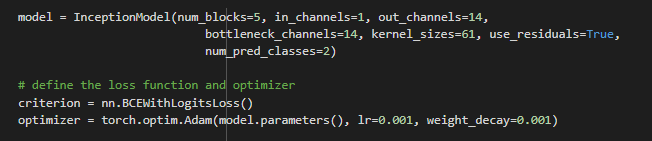 model = InceptionModel(num_blocks=5, in_channels=1, out_channels=14,
bottleneck_channels=14, kernel_sizes=61, use_residuals=True,
num_pred_classes=2)
# define the loss function and optimizer
criterion = nn.BCEWithLogitsLoss()
optimizer = torch.optim.Adam(model.parameters(), lr=0.001, weight_decay=0.001)